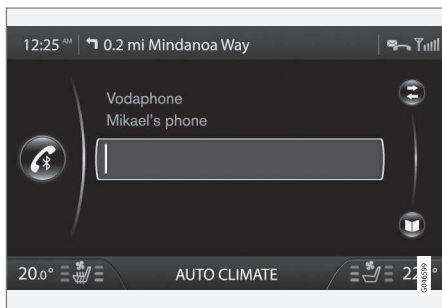 12:25 AM 0.2 mi Mindanoa Way
Vodaphone
Mikael's phone
20.0° AUTO CLIMATE 22 °
G046599